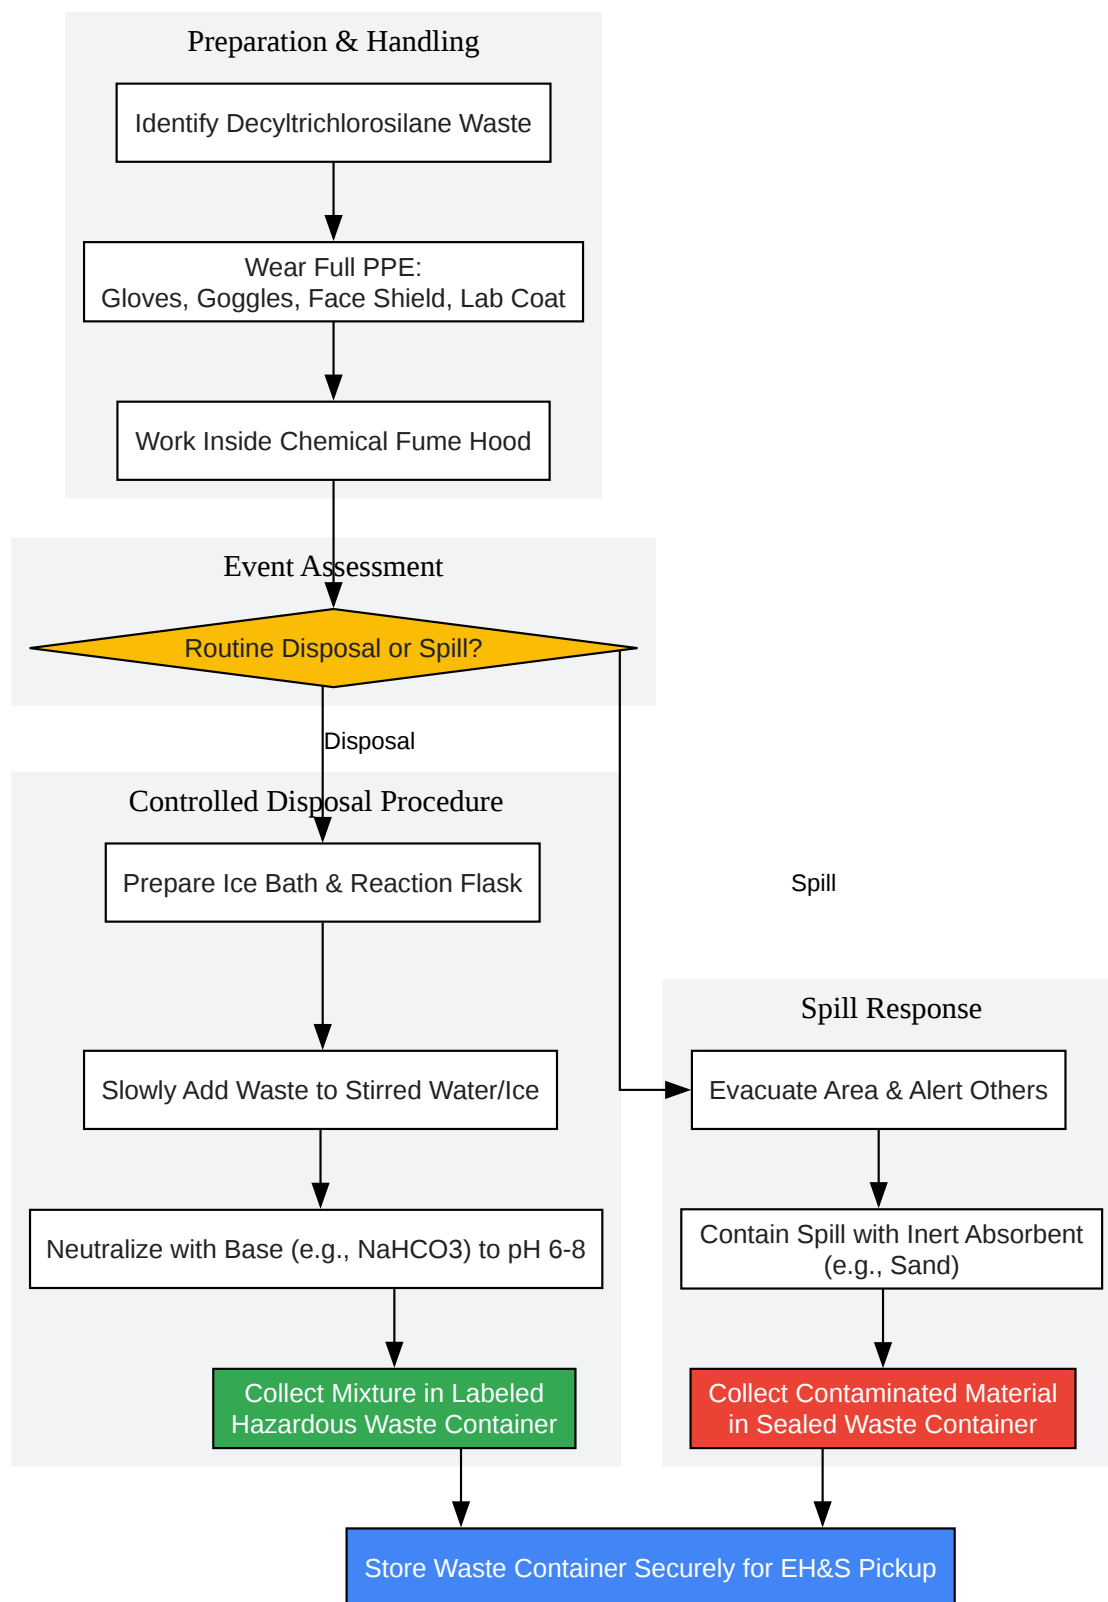 Preparation & Handling
Identify Decyltrichlorosilane Waste
Wear Full PPE:
Gloves, Goggles, Face Shield, Lab Coat
Work Inside Chemical Fume Hood
Event Assessment
Routine Disposal or Spill?
Disposal
Controlled Disposal Procedure
Prepare Ice Bath & Reaction Flask
Slowly Add Waste to Stirred Water/Ice
Neutralize with Base (e.g., NaHCO3) to pH 6-8
Collect Mixture in Labeled
Hazardous Waste Container
Spill
Spill Response
Evacuate Area & Alert Others
Contain Spill with Inert Absorbent
(e.g., Sand)
Collect Contaminated Material
in Sealed Waste Container
Store Waste Container Securely for EH&S Pickup